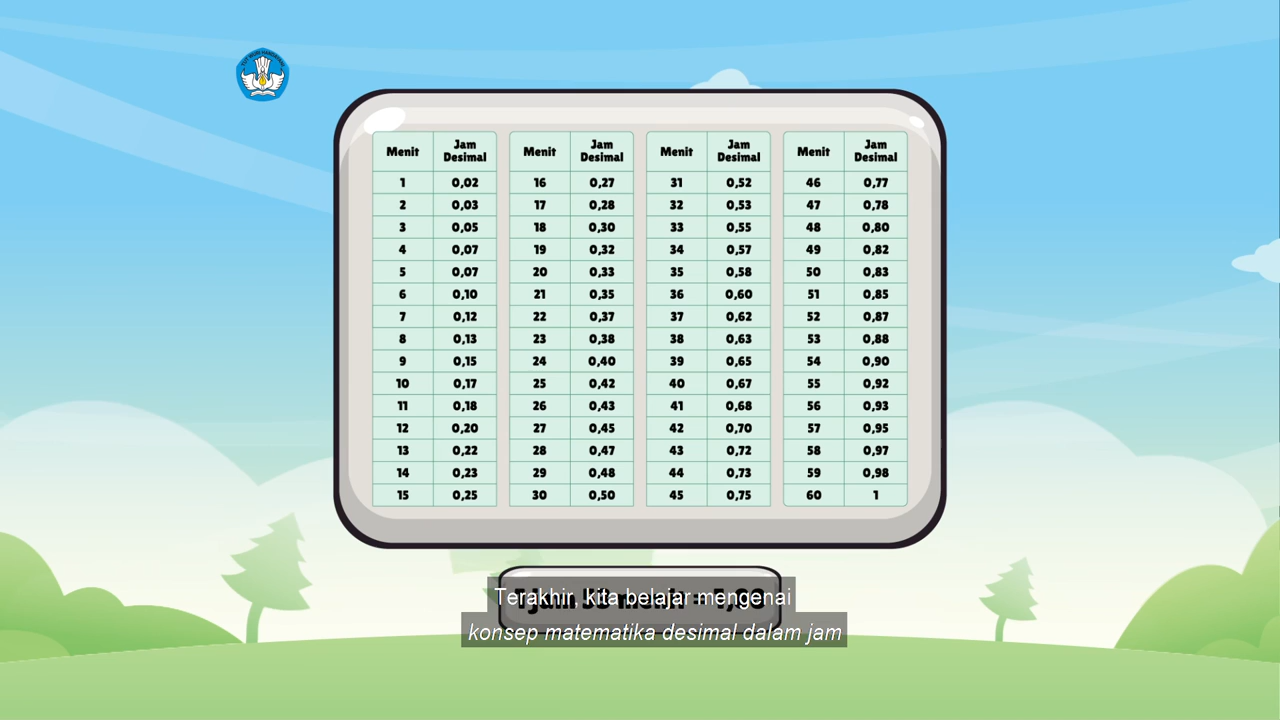 TUT WURI HANDAYANI
Menit Jam Desimal Menit Jam Desimal Menit Jam Desimal Menit Jam Desimal
1 0,02 16 0,27 31 0,52 46 0,77
2 0,03 17 0,28 32 0,53 47 0,78
3 0,05 18 0,30 33 0,55 48 0,80
4 0,07 19 0,32 34 0,57 49 0,82
5 0,07 20 0,33 35 0,58 50 0,83
6 0,10 21 0,35 36 0,60 51 0,85
7 0,12 22 0,37 37 0,62 52 0,87
8 0,13 23 0,38 38 0,63 53 0,88
9 0,15 24 0,40 39 0,65 54 0,90
10 0,17 25 0,42 40 0,67 55 0,92
11 0,18 26 0,43 41 0,68 56 0,93
12 0,20 27 0,45 42 0,70 57 0,95
13 0,22 28 0,47 43 0,72 58 0,97
14 0,23 29 0,48 44 0,73 59 0,98
15 0,25 30 0,50 45 0,75 60 1
Terakhir, kita belajar mengenai
konsep matematika desimal dalam jam